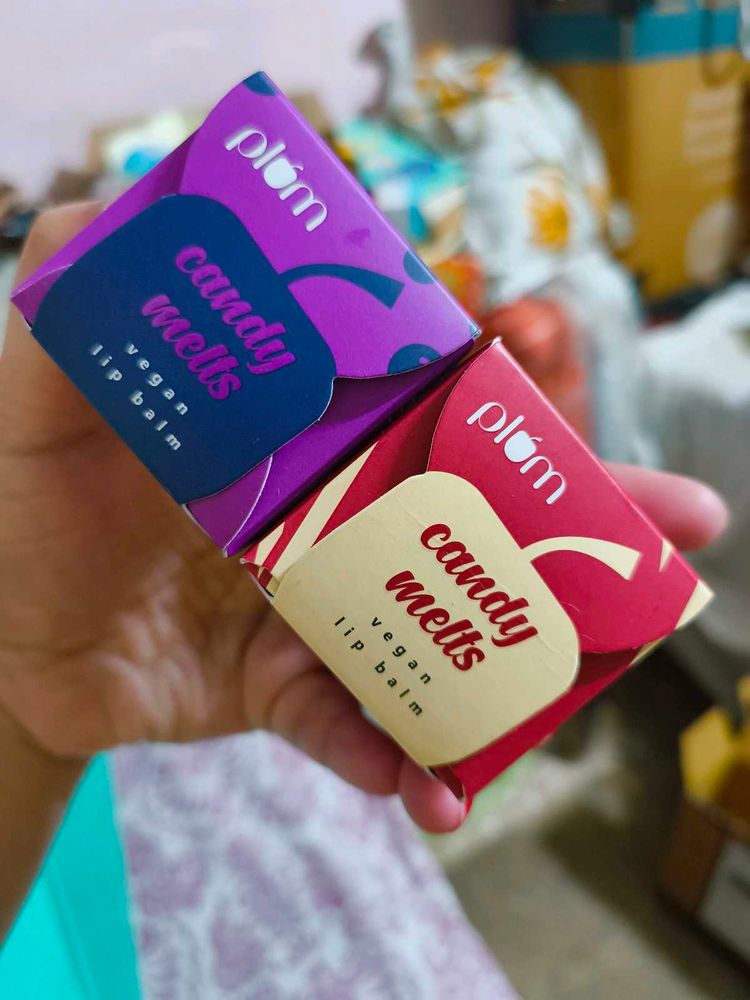 plum
candy
melts
vegan
lip balm
plum
candy
melts
vegan
lip balm